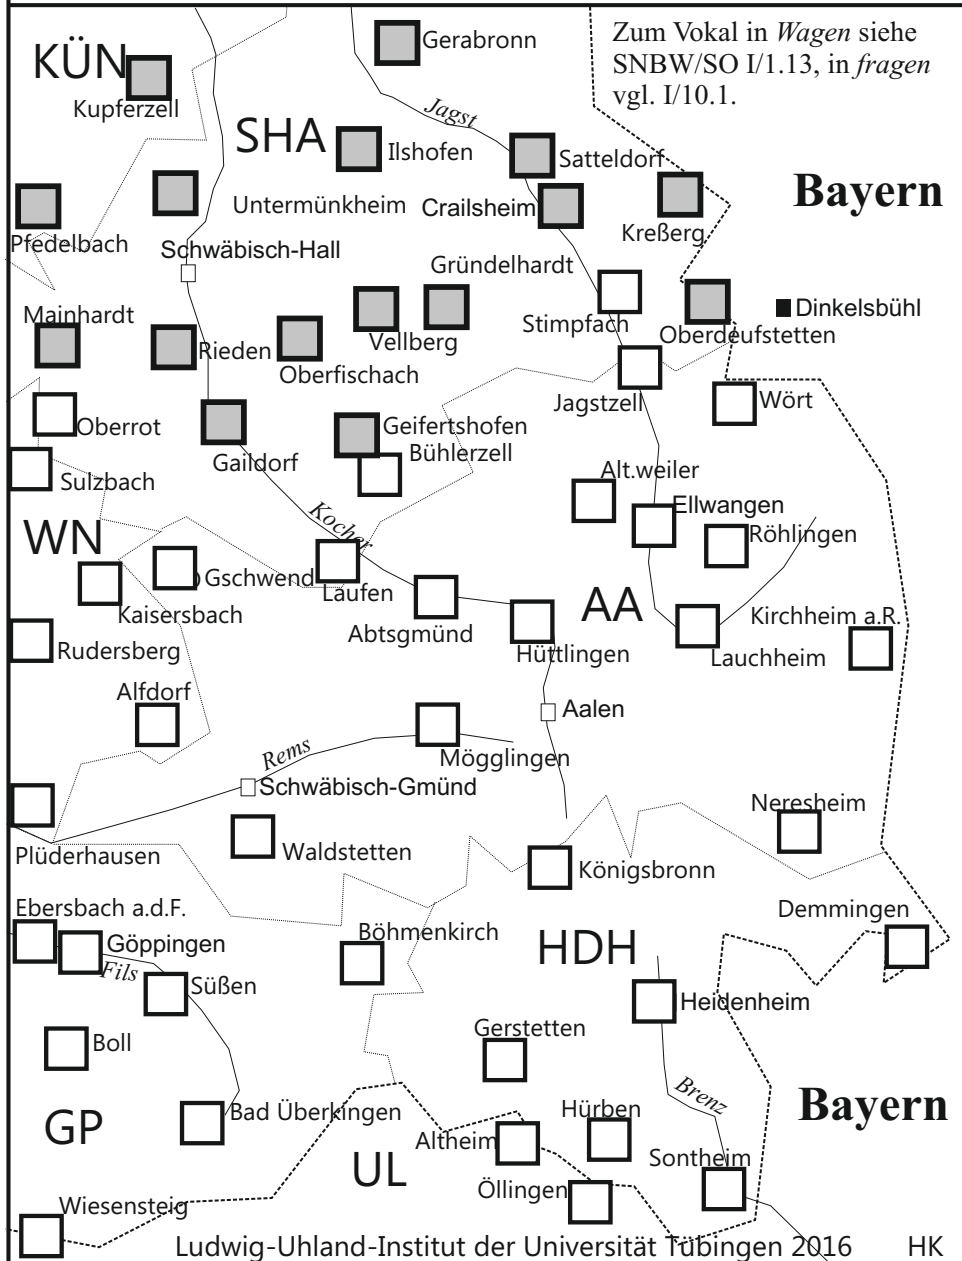 Zum Vokal in Wagen siehe
SNBW/SO I/1.13, in fragen
vgl. I/10.1.
Gerabronn
KÜN
Kupferzell
Jagst
SHA
Ilshofen
Satteldorf
Bayern
Untermünkheim
Crailsheim
Kreßberg
Pfedelbach
Schwäbisch-Hall
Gründelhardt
Mainhardt
Stimpfach
Dinkelsbühl
Rieden
Vellberg
Oberdeufstetten
Oberfischach
Jagstzell
Wört
Oberrot
Geifertshofen
Gaildorf
Bühlerzell
Sulzbach
Alt.weiler
Ellwangen
Kocher
WN
Röhlingen
Gschwend
Laufen
AA
Kaisersbach
Abtsgmünd
Kirchheim a.R.
Rudersberg
Hüttlingen
Lauchheim
Alfdorf
Aalen
Rems
Mögglingen
Schwäbisch-Gmünd
Neresheim
Plüderhausen
Waldstetten
Königsbronn
Ebersbach a.d.F.
Demmingen
Göppingen
Böhmenkirch
HDH
Fils
Süßen
Heidenheim
Boll
Gerstetten
Brenz
GP
Bad Überkingen
Hürben
Bayern
Altheim
UL
Sontheim
Öllingen
Wiesensteig
Ludwig-Uhland-Institut der Universität Tübingen 2016 HK